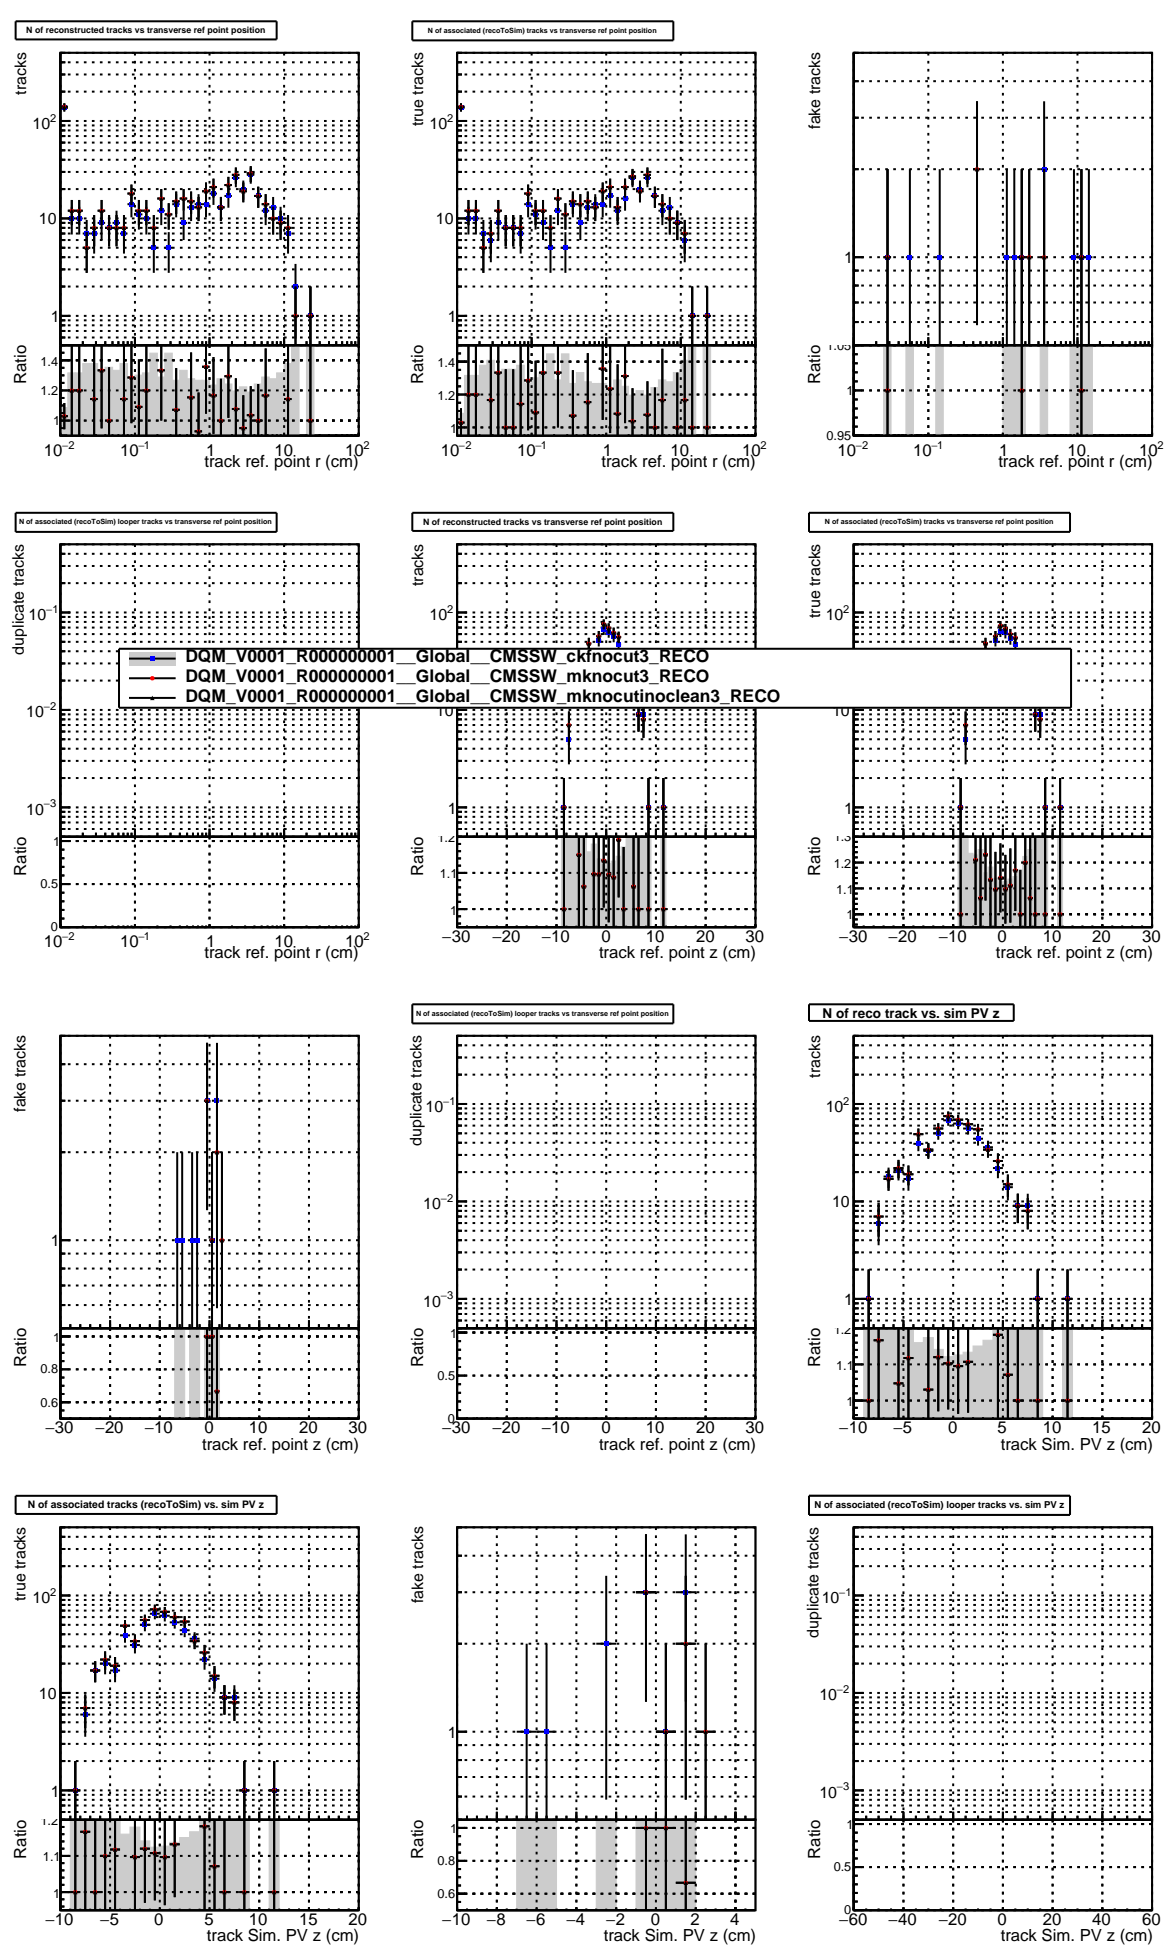 N of reconstructed tracks vs transverse ref point position
tracks
10²
10
1
Ratio
1.4
1.2
1
10⁻² 10⁻¹ 1 10 10²
track ref. point r (cm)
N of associated (recoToSim) tracks vs transverse ref point position
true tracks
10²
10
1
Ratio
1.4
1.2
1
10⁻² 10⁻¹ 1 10 10²
track ref. point r (cm)
fake tracks
1
Ratio
1.05
1
0.95
10⁻² 10⁻¹ 1 10 10²
track ref. point r (cm)
N of associated (recoToSim) looper tracks vs transverse ref point position
duplicate tracks
10⁻¹
10⁻²
10⁻³
Ratio
1
0.5
0
10⁻² 10⁻¹ 1 10 10²
track ref. point r (cm)
N of reconstructed tracks vs transverse ref point position
tracks
10²
10
1
Ratio
1.2
1.1
1
−30 −20 −10 0 10 20 30
track ref. point z (cm)
N of associated (recoToSim) tracks vs transverse ref point position
true tracks
10²
10
1
Ratio
1.3
1.2
1.1
1
−30 −20 −10 0 10 20 30
track ref. point z (cm)
DQM_V0001_R000000001__Global__CMSSW_ckfnocut3_RECO
DQM_V0001_R000000001__Global__CMSSW_mknocut3_RECO
DQM_V0001_R000000001__Global__CMSSW_mknocutinoclean3_RECO
fake tracks
1
Ratio
1
0.8
0.6
−30 −20 −10 0 10 20 30
track ref. point z (cm)
N of associated (recoToSim) looper tracks vs transverse ref point position
duplicate tracks
10⁻¹
10⁻²
10⁻³
Ratio
1
0.5
0
−30 −20 −10 0 10 20 30
track ref. point z (cm)
N of reco track vs. sim PV z
tracks
10²
10
1
Ratio
1.2
1.1
1
−10 −5 0 5 10 15 20
track Sim. PV z (cm)
N of associated tracks (recoToSim) vs. sim PV z
true tracks
10²
10
1
Ratio
1.2
1.1
1
−10 −5 0 5 10 15 20
track Sim. PV z (cm)
fake tracks
1
Ratio
1
0.8
0.6
−10 −8 −6 −4 −2 0 2 4
track Sim. PV z (cm)
N of associated (recoToSim) looper tracks vs. sim PV z
duplicate tracks
10⁻¹
10⁻²
10⁻³
Ratio
1
0.5
0
−60 −40 −20 0 20 40 60
track Sim. PV z (cm)